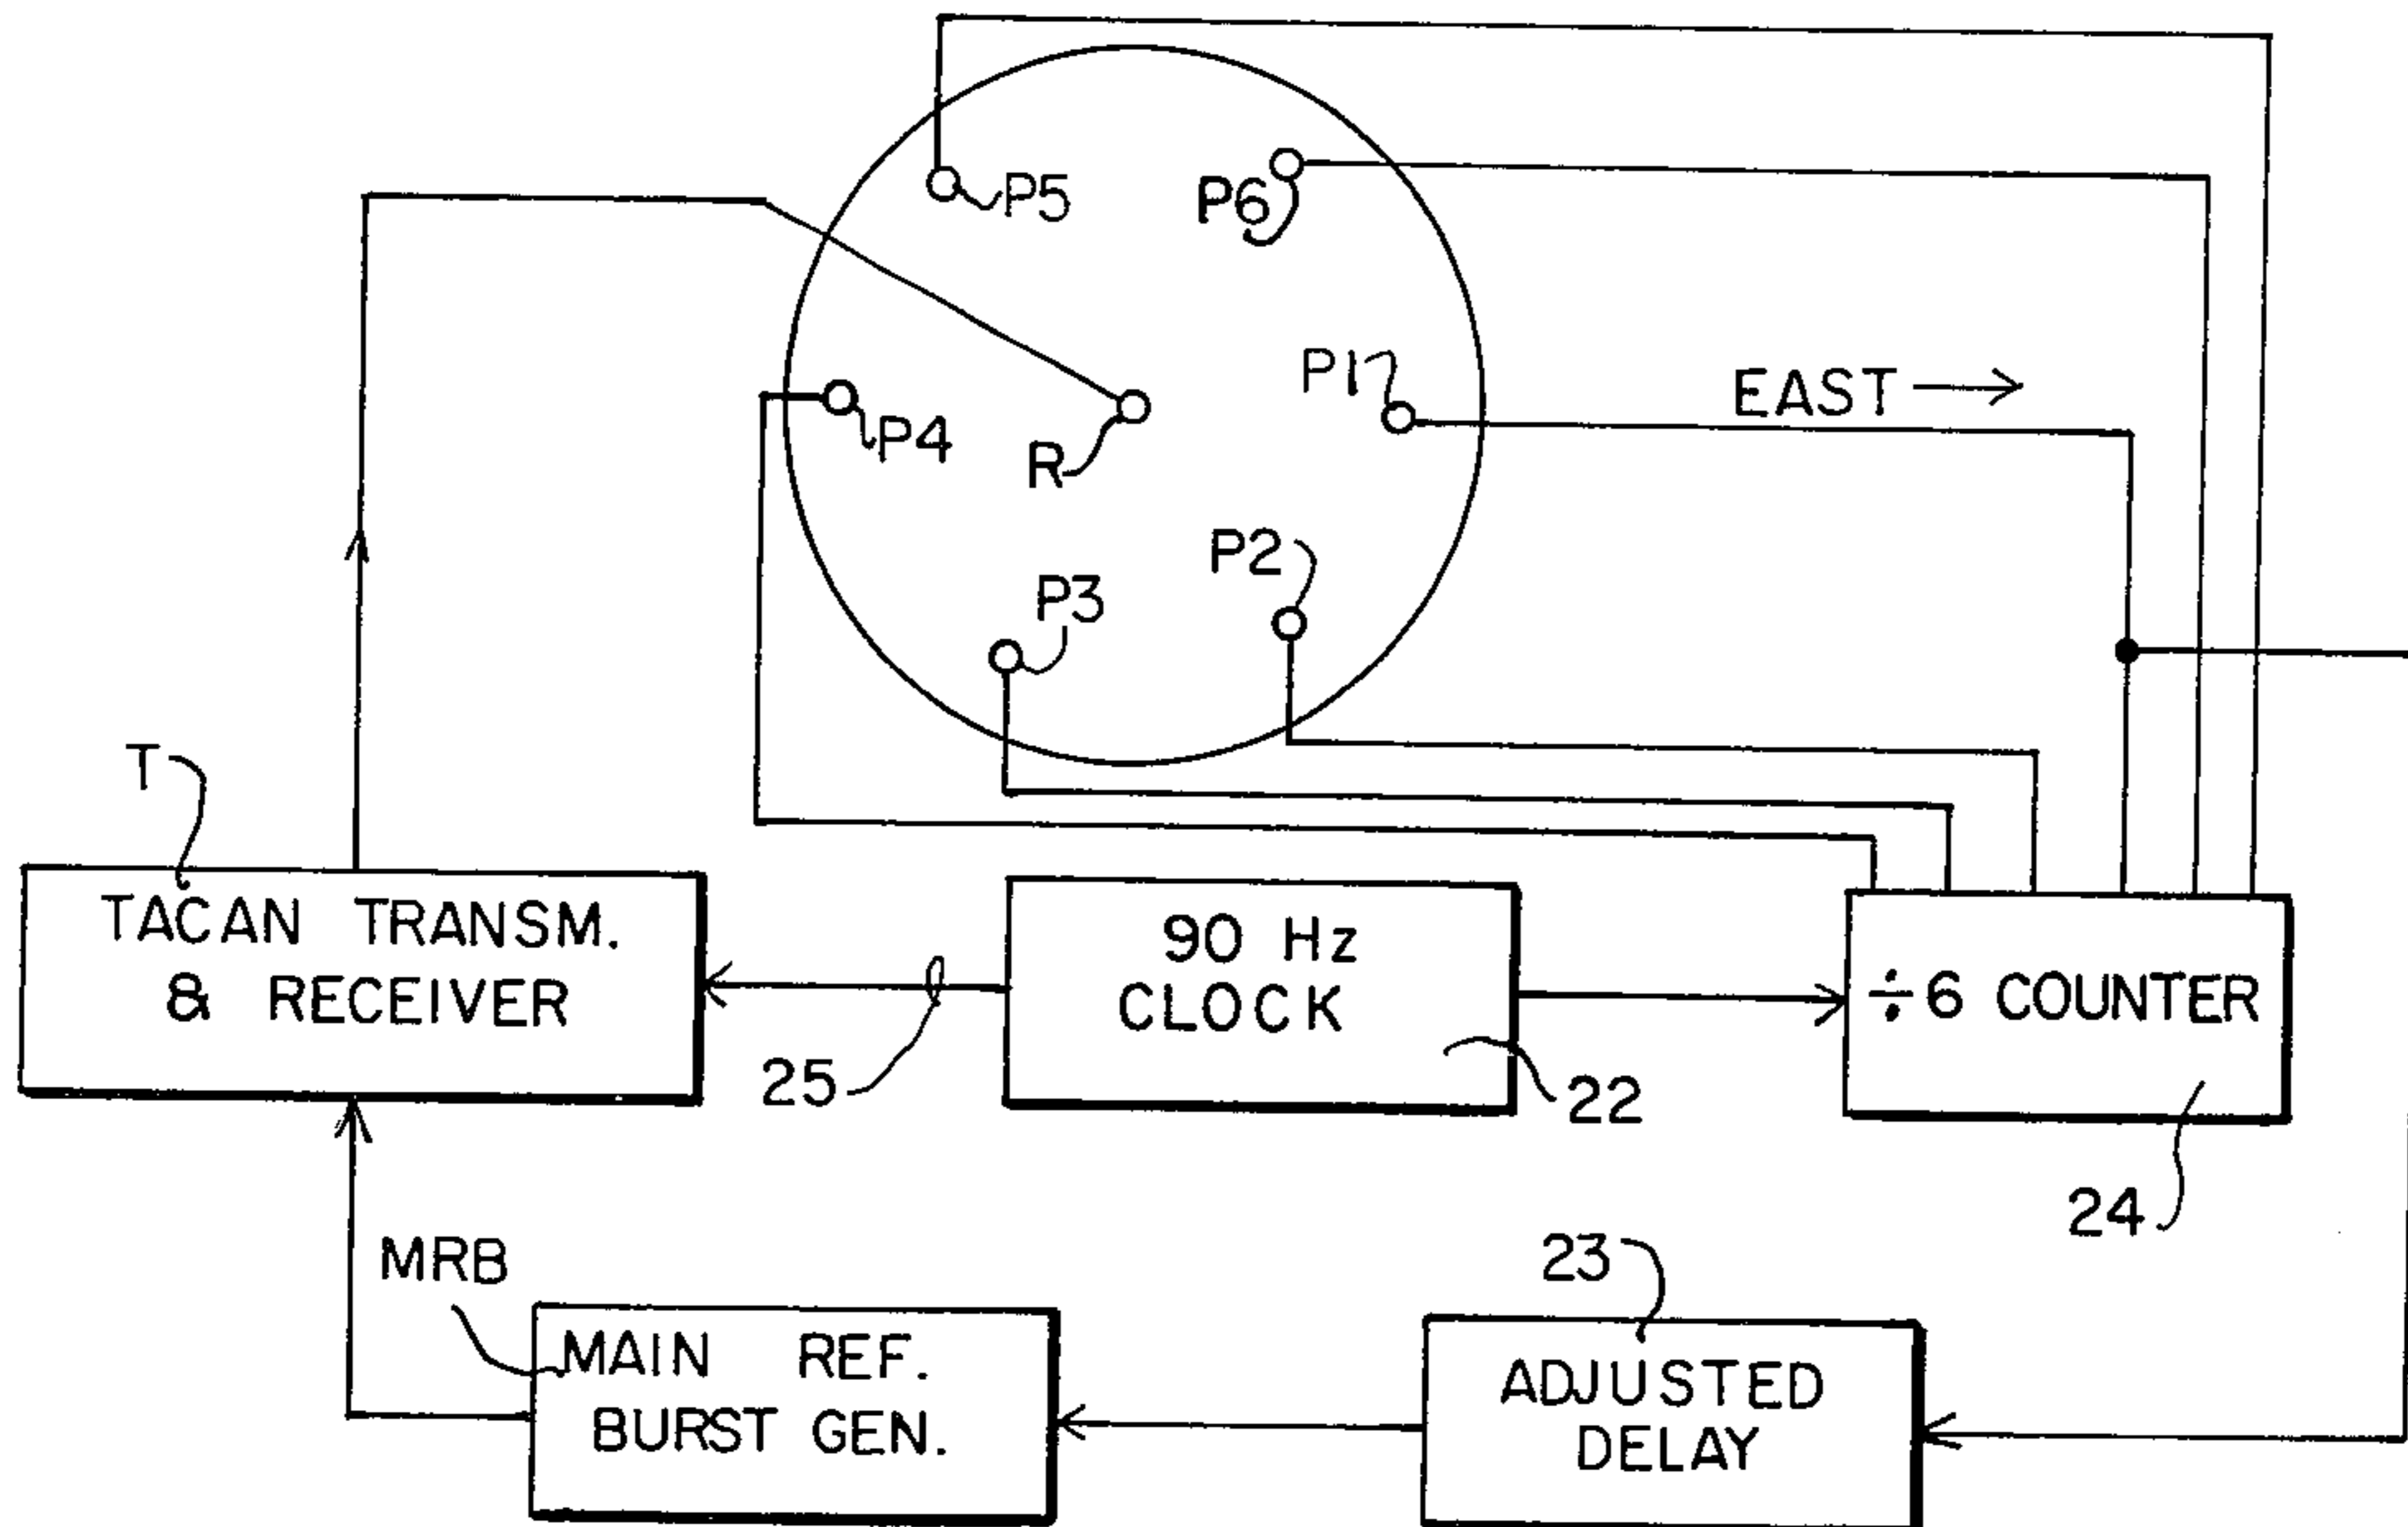 P5
P6
P1
EAST
P4
R
P2
P3
T
TACAN TRANSM.
& RECEIVER
90 Hz
CLOCK
÷6 COUNTER
25
22
24
MRB
23
MAIN REF.
BURST GEN.
ADJUSTED
DELAY